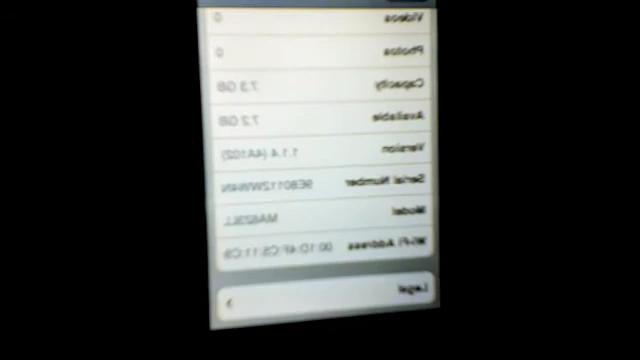 Videos 0
Photos 0
Capacity 7.3 GB
Available 7.2 GB
Version 1.1.4 (4A102)
Serial Number
Model MA623LL
Wi-Fi Address
Legal